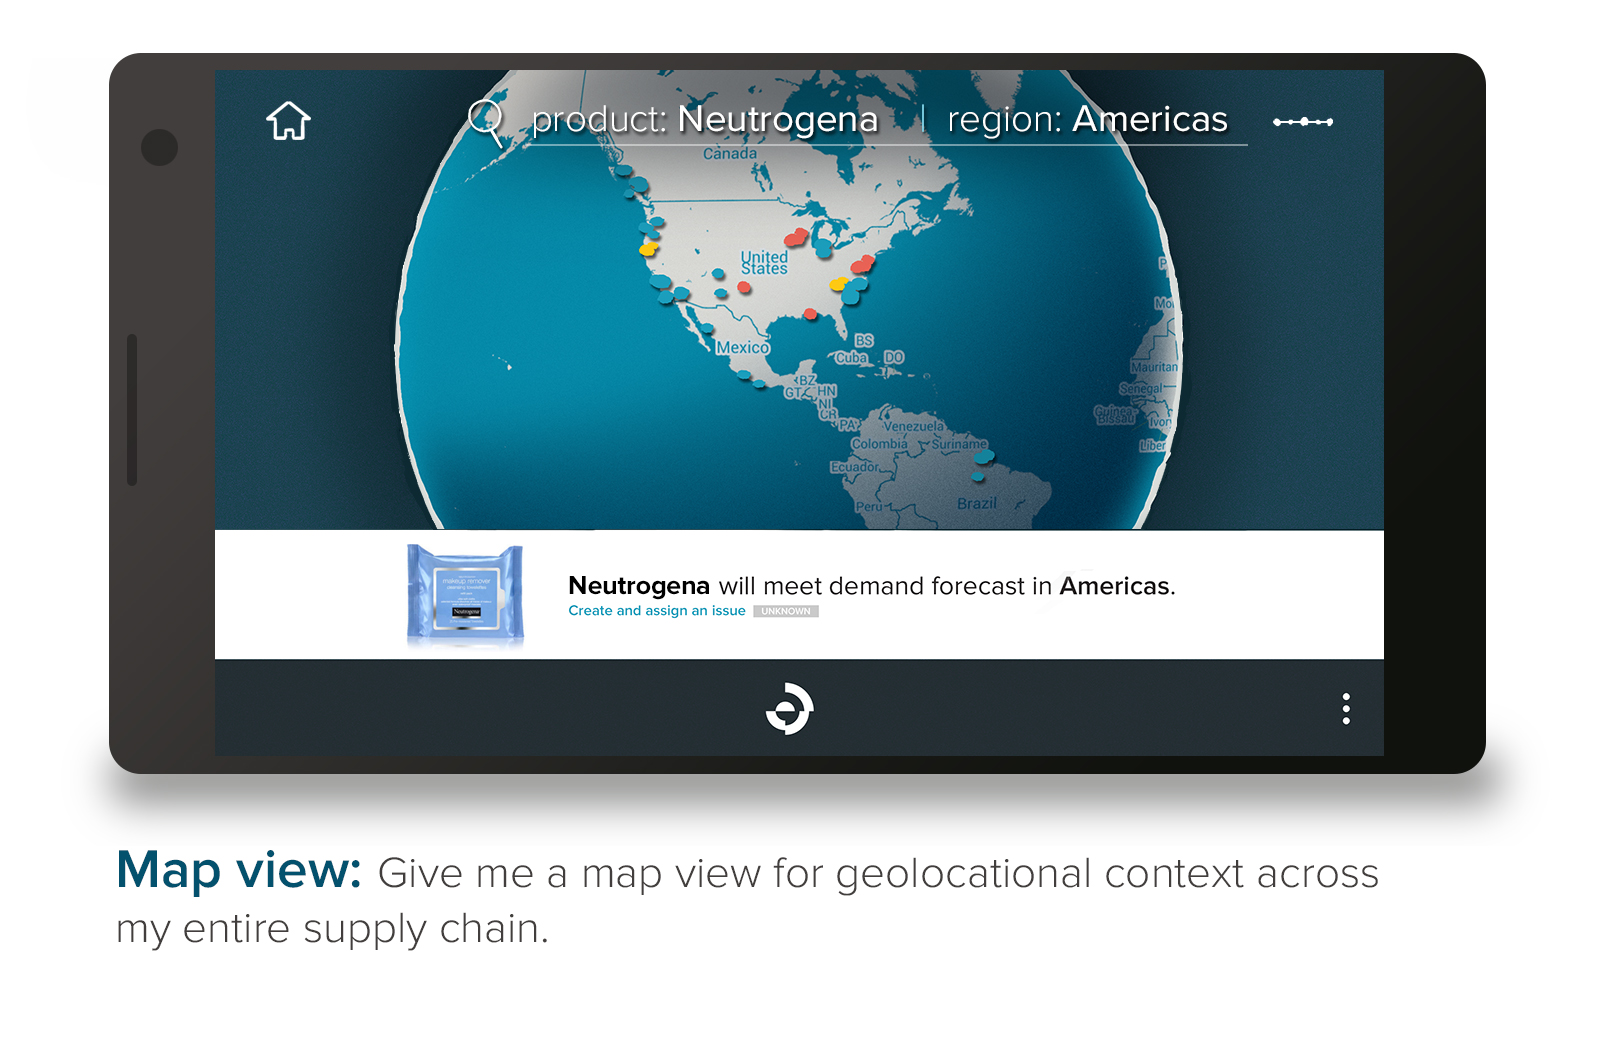 product: Neutrogena | region: Americas
Canada
United
States
Mexico
BS
Cuba
DO
BZ
GT
HN
NI
CR
PA
Venezuela
Colombia
Suriname
Ecuador
Peru
Brazil
Mauritan
Senegal
Guinea-
Bissau
Ivor
Liber
P
Mo
makeup remover
cleansing towelettes
Neutrogena
Neutrogena will meet demand forecast in Americas.
Create and assign an issue UNKNOWN
Map view: Give me a map view for geolocational context across
my entire supply chain.